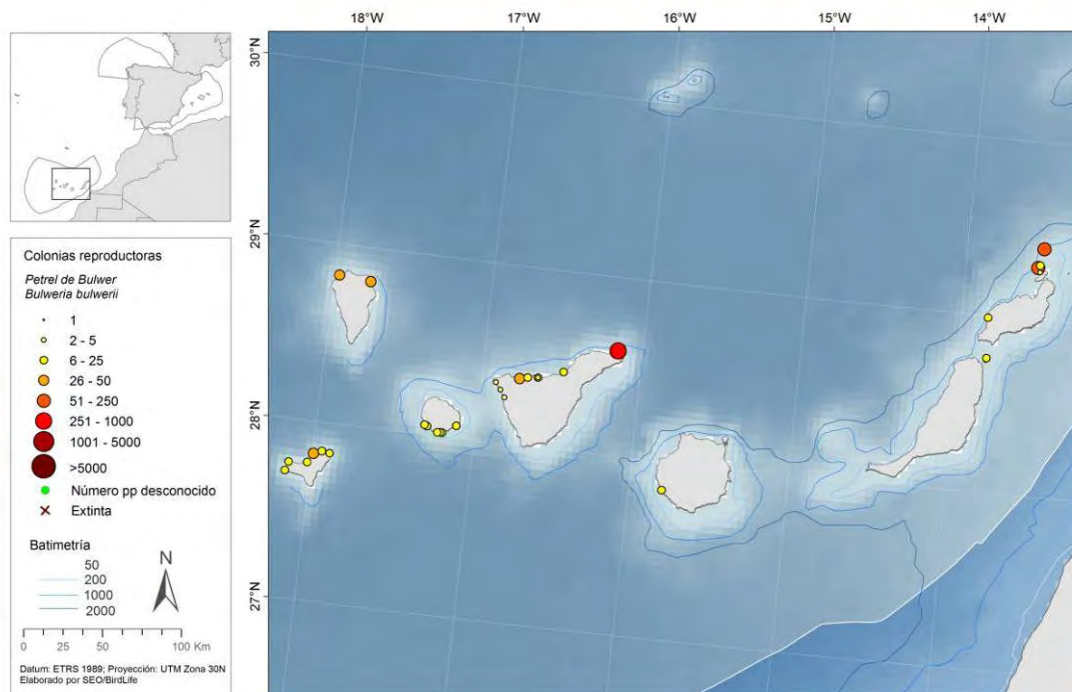 18°W 17°W 16°W 15°W 14°W
30°N
29°N
28°N
27°N
Colonias reproductoras
Petrel de Bulwer
Bulweria bulwerii
1
2 - 5
6 - 25
26 - 50
51 - 250
251 - 1000
1001 - 5000
>5000
Número pp desconocido
Extinta
Batimetría
50
200
1000
2000
N
0 25 50 100 Km
Datum: ETRS 1989; Proyección: UTM Zona 30N
Elaborado por SEO/BirdLife